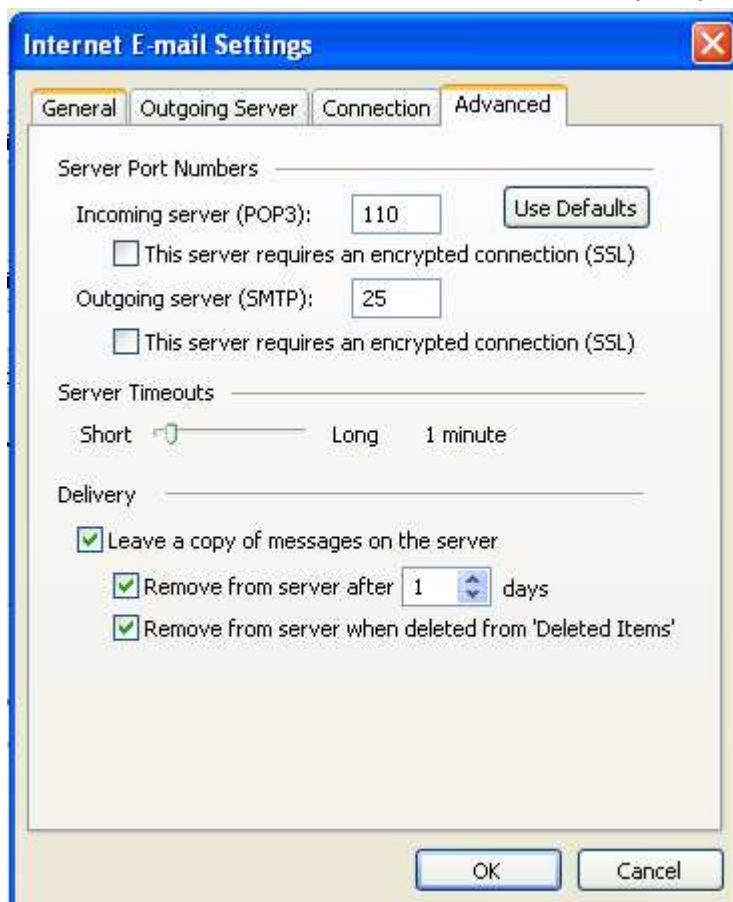 Internet E-mail Settings
General Outgoing Server Connection Advanced
Server Port Numbers
Incoming server (POP3): 110 Use Defaults
This server requires an encrypted connection (SSL)
Outgoing server (SMTP): 25
This server requires an encrypted connection (SSL)
Server Timeouts
Short Long 1 minute
Delivery
Leave a copy of messages on the server
Remove from server after 1 days
Remove from server when deleted from 'Deleted Items'
OK Cancel